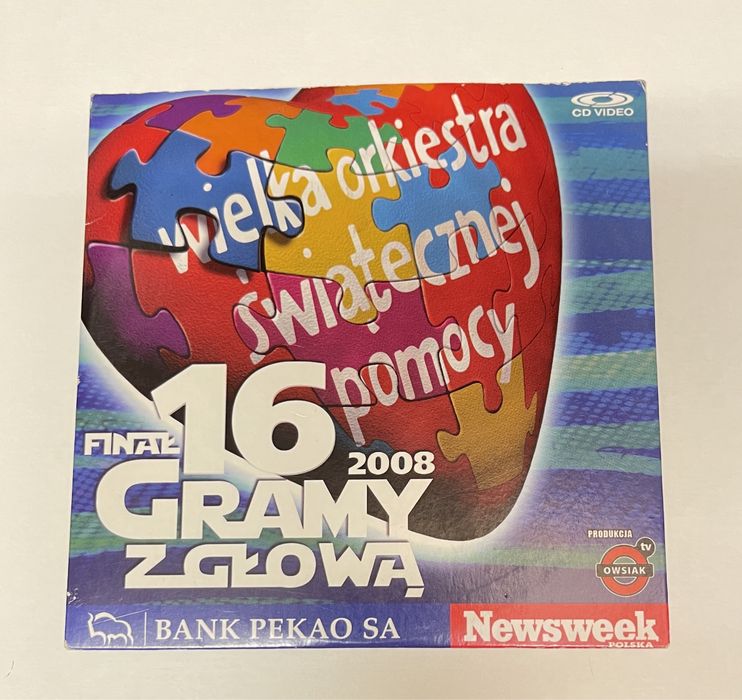 CD VIDEO
wielka orkiestra
świątecznej
pomocy
FINAŁ 16
2008
GRAMY
Z GŁOWĄ
PRODUKCJA
tv
OWSIAK
BANK PEKAO SA
Newsweek
POLSKA